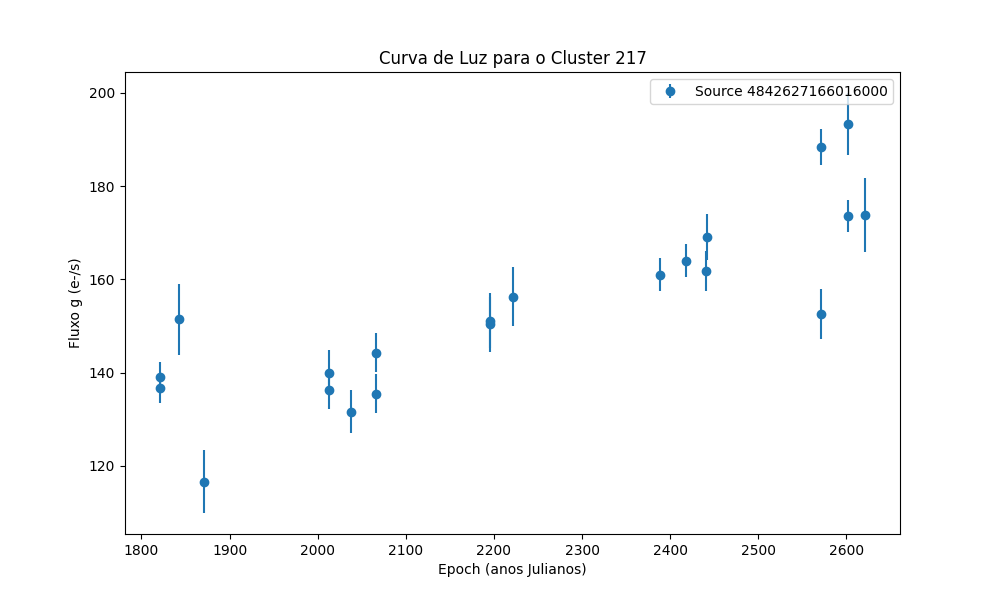 Curva de Luz para o Cluster 217
Source 4842627166016000
Fluxo g (e-/s)
200
180
160
140
120
1800 1900 2000 2100 2200 2300 2400 2500 2600
Epoch (anos Julianos)